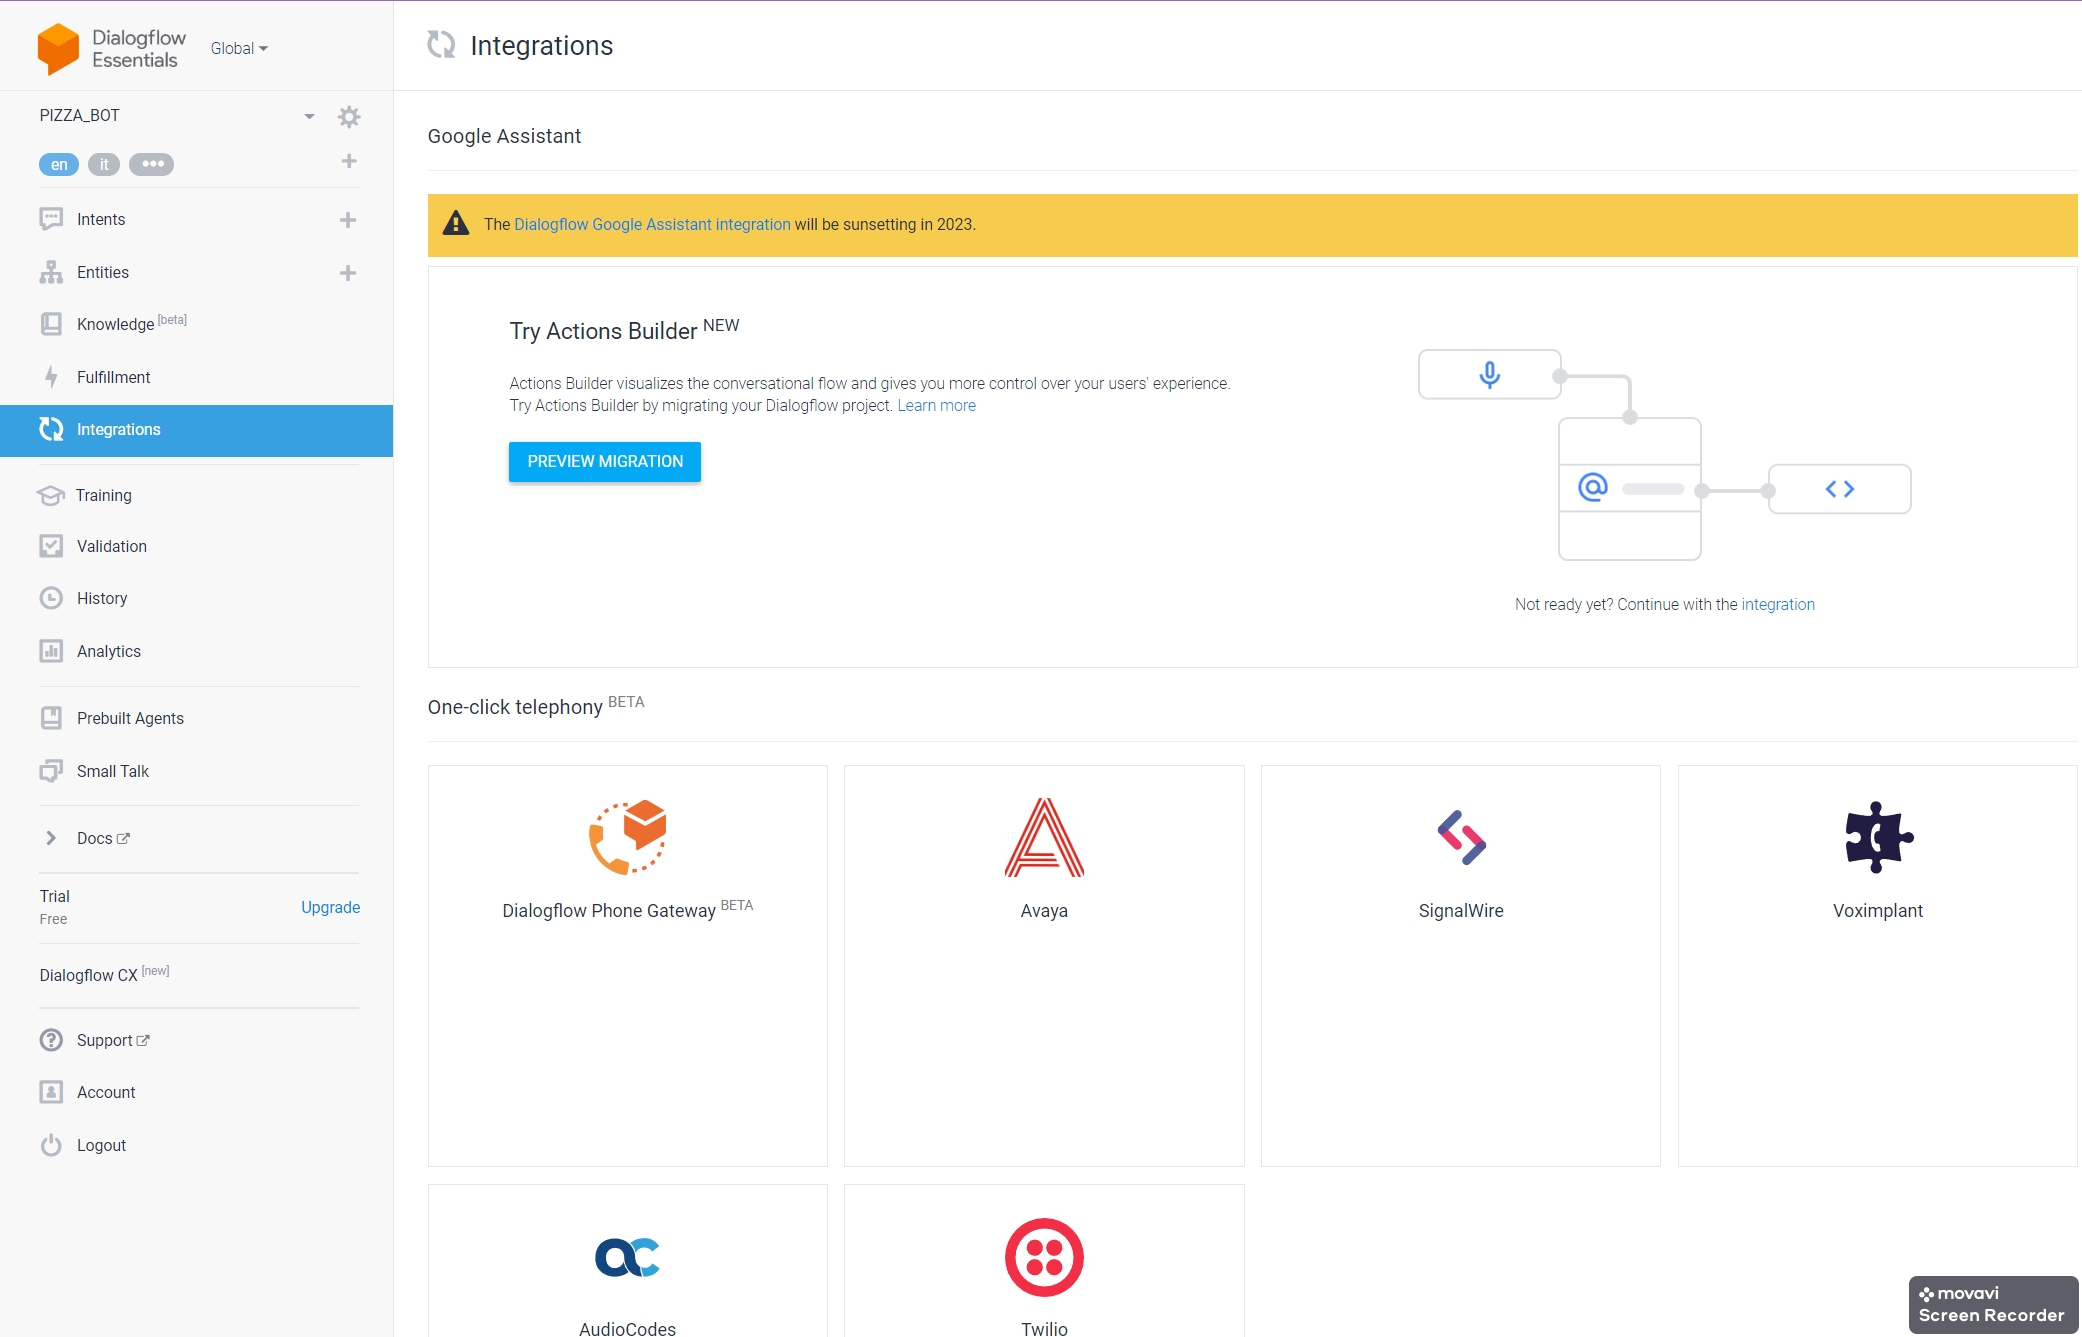 Dialogflow
Essentials
Global
PIZZA_BOT
en it
Intents
Entities
Knowledge [beta]
Fulfillment
Integrations
Training
Validation
History
Analytics
Prebuilt Agents
Small Talk
Docs
Trial
Free
Upgrade
Dialogflow CX [new]
Support
Account
Logout
Integrations
Google Assistant
The Dialogflow Google Assistant integration will be sunsetting in 2023.
Try Actions Builder NEW
Actions Builder visualizes the conversational flow and gives you more control over your users' experience.
Try Actions Builder by migrating your Dialogflow project. Learn more
PREVIEW MIGRATION
Not ready yet? Continue with the integration
One-click telephony BETA
Dialogflow Phone Gateway BETA
Avaya
SignalWire
Voximplant
AudioCodes
Twilio
movavi
Screen Recorder